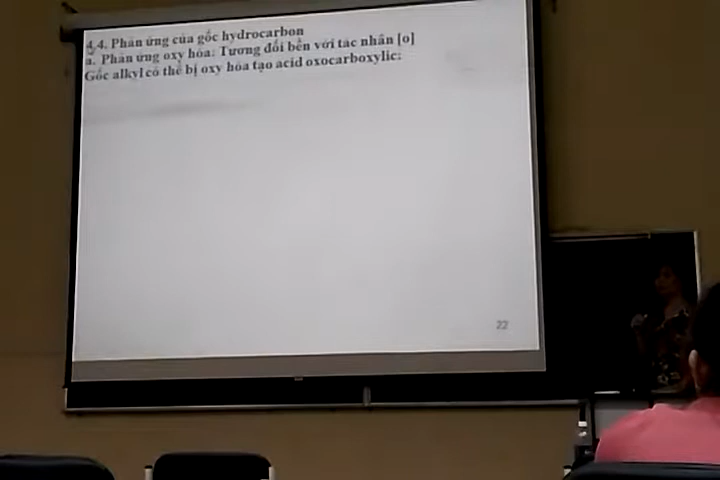 4.4. Phản ứng của gốc hydrocarbon
a. Phản ứng oxy hóa: Tương đối bền với tác nhân [o]
Gốc alkyl có thể bị oxy hóa tạo acid oxocarboxylic:
22